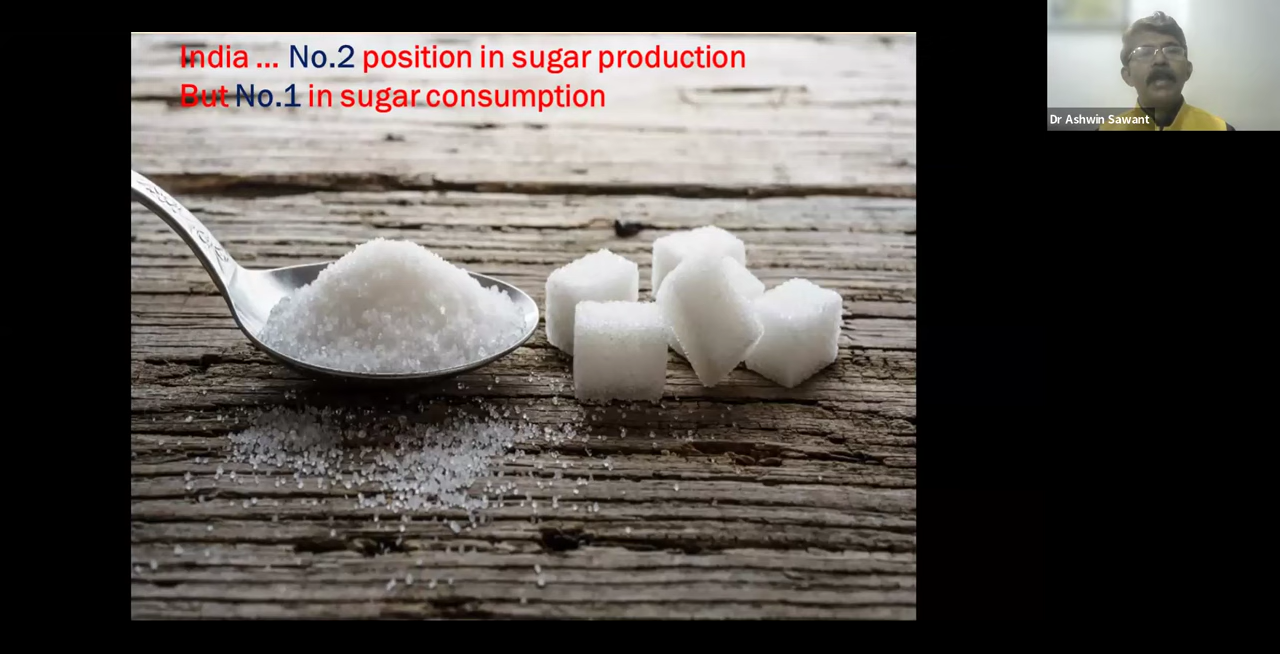 India ... No.2 position in sugar production
But No.1 in sugar consumption
Dr Ashwin Sawant